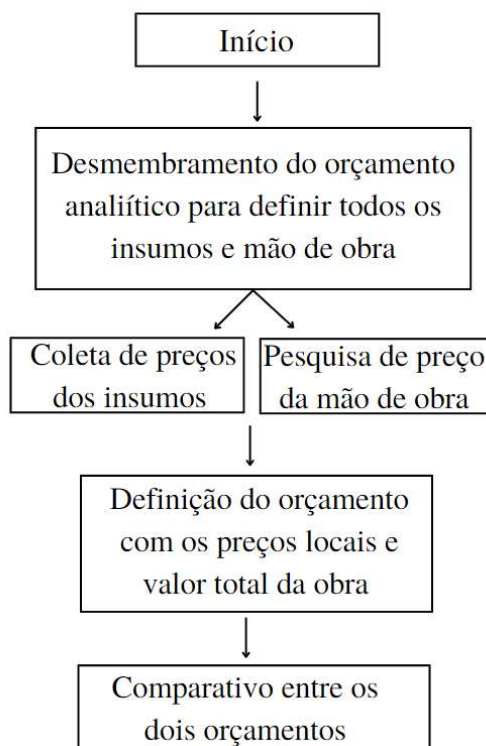 Início
Desmembramento do orçamento
analiítico para definir todos os
insumos e mão de obra
Coleta de preços
dos insumos
Pesquisa de preço
da mão de obra
Definição do orçamento
com os preços locais e
valor total da obra
Comparativo entre os
dois orçamentos